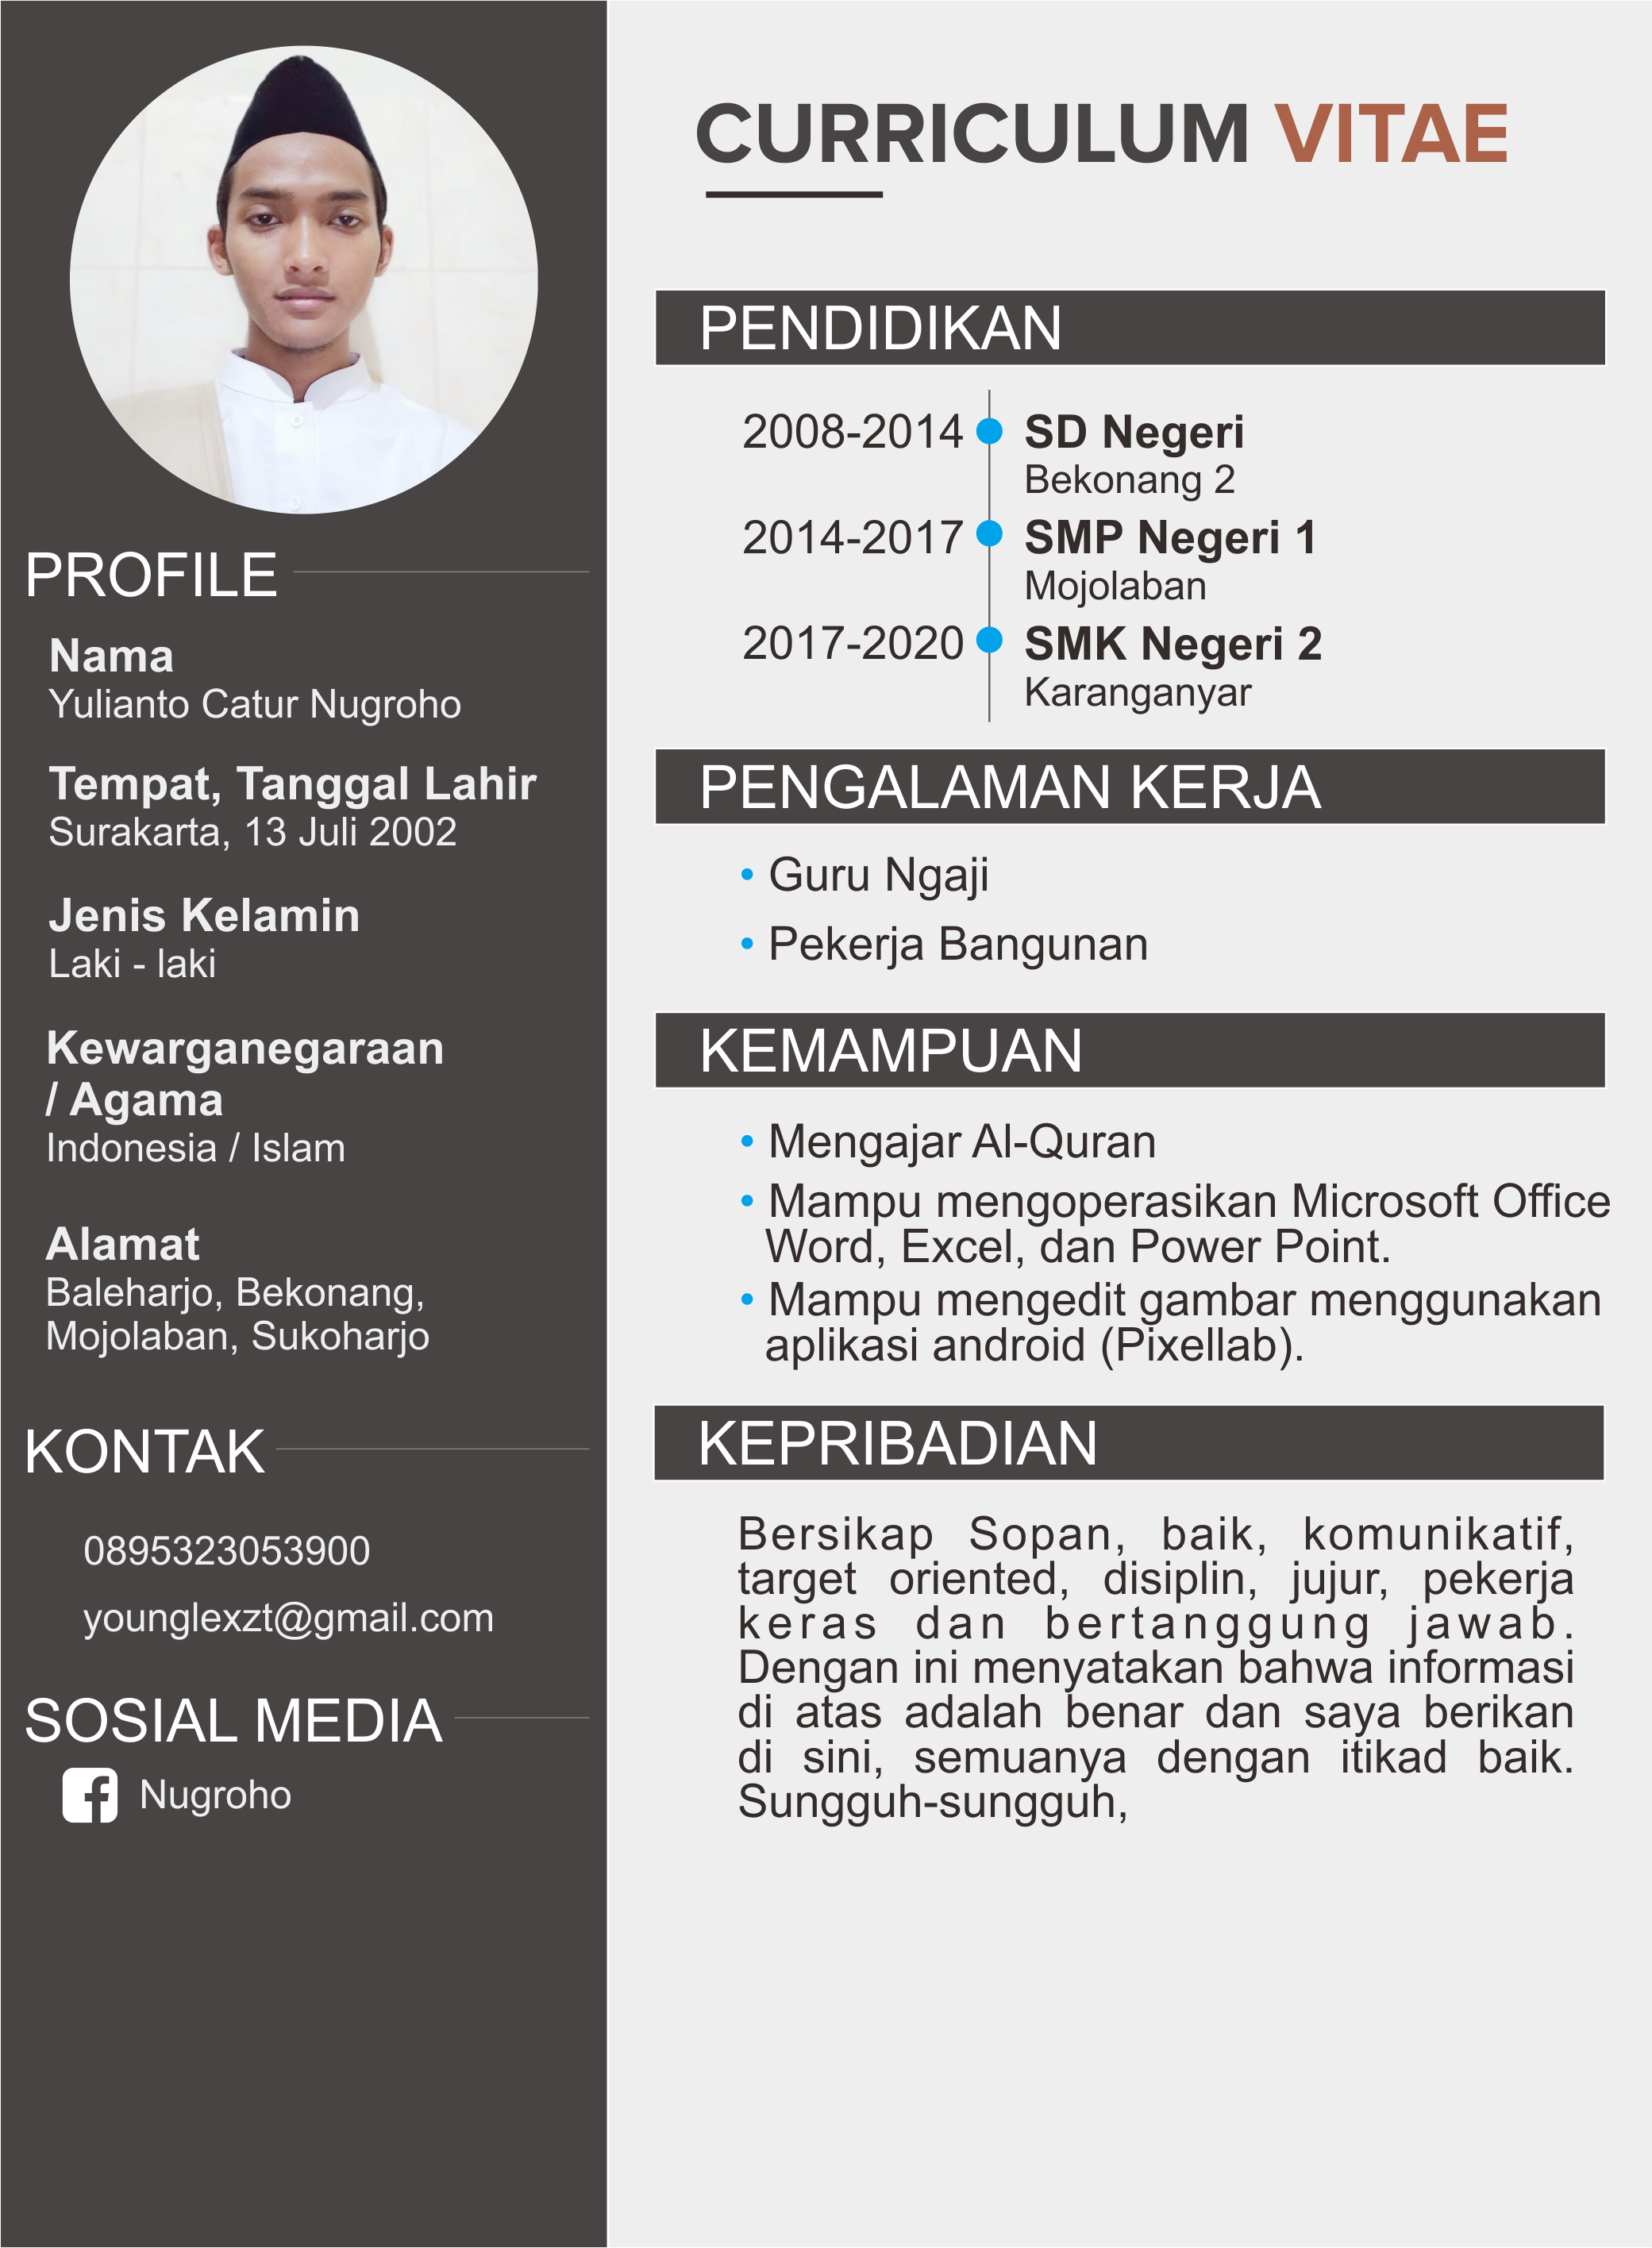 CURRICULUM VITAE
PROFILE
Nama
Yulianto Catur Nugroho
Tempat, Tanggal Lahir
Surakarta, 13 Juli 2002
Jenis Kelamin
Laki - laki
Kewarganegaraan
/ Agama
Indonesia / Islam
Alamat
Baleharjo, Bekonang,
Mojolaban, Sukoharjo
KONTAK
0895323053900
younglexzt@gmail.com
SOSIAL MEDIA
Nugroho
PENDIDIKAN
2008-2014 SD Negeri
Bekonang 2
2014-2017 SMP Negeri 1
Mojolaban
2017-2020 SMK Negeri 2
Karanganyar
PENGALAMAN KERJA
• Guru Ngaji
• Pekerja Bangunan
KEMAMPUAN
• Mengajar Al-Quran
• Mampu mengoperasikan Microsoft Office
Word, Excel, dan Power Point.
• Mampu mengedit gambar menggunakan
aplikasi android (Pixellab).
KEPRIBADIAN
Bersikap Sopan, baik, komunikatif,
target oriented, disiplin, jujur, pekerja
keras dan bertanggung jawab.
Dengan ini menyatakan bahwa informasi
di atas adalah benar dan saya berikan
di sini, semuanya dengan itikad baik.
Sungguh-sungguh,